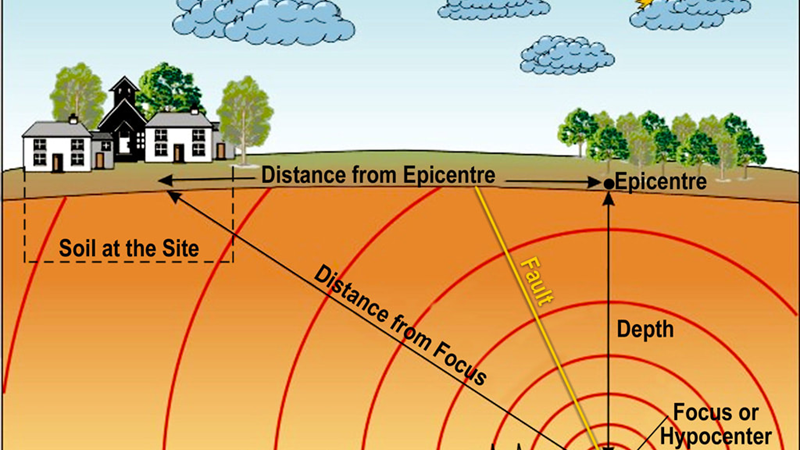 Distance from Epicentre
Epicentre
Soil at the Site
Distance from Focus
Fault
Depth
Focus or
Hypocenter